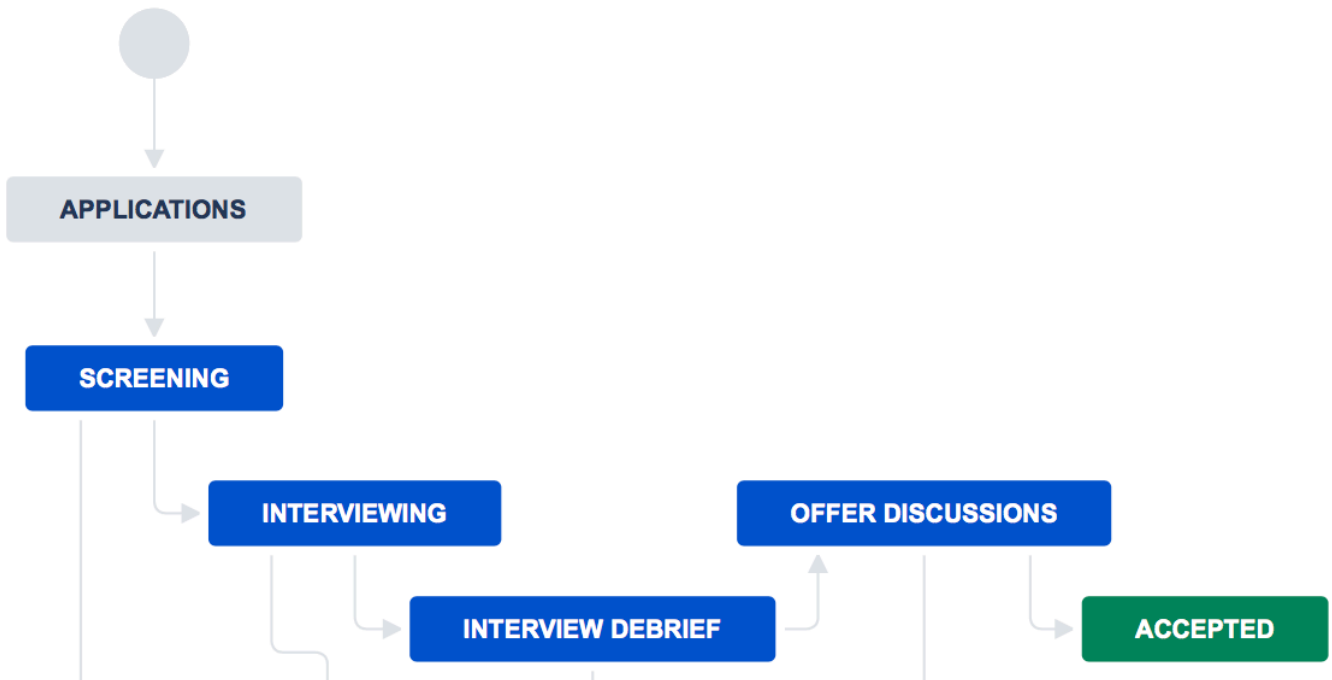 APPLICATIONS
SCREENING
INTERVIEWING
OFFER DISCUSSIONS
INTERVIEW DEBRIEF
ACCEPTED